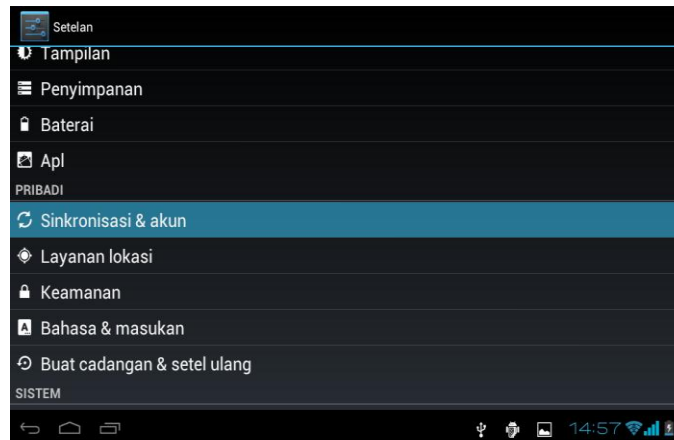 Setelan
Tampilan
Penyimpanan
Baterai
Apl
PRIBADI
Sinkronisasi & akun
Layanan lokasi
Keamanan
Bahasa & masukan
Buat cadangan & setel ulang
SISTEM
14:57